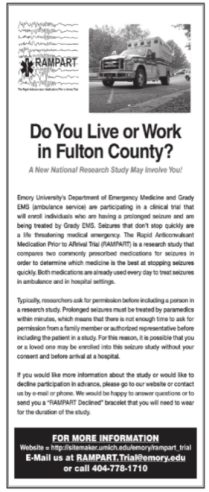 RAMPART
The Rapid Anticonvulsant Medication Prior to Arrival Trial
Do You Live or Work
in Fulton County?
A New National Research Study May Involve You!
Emory University's Department of Emergency Medicine and Grady
EMS (ambulance service) are participating in a clinical trial that
will enroll individuals who are having a prolonged seizure and are
being treated by Grady EMS. Seizures that don't stop quickly are
a life threatening medical emergency. The Rapid Anticonvulsant
Medication Prior to ARrival Trial (RAMPART) is a research study that
compares two commonly prescribed medications for seizures in
order to determine which medicine is the best at stopping seizures
quickly. Both medications are already used every day to treat seizures
in ambulance and in hospital settings.
Typically, researchers ask for permission before including a person in
a research study. Prolonged seizures must be treated by paramedics
within minutes, which means that there is not enough time to ask for
permission from a family member or authorized representative before
including the patient in a study. For this reason, it is possible that you
or a loved one may be enrolled into this seizure study without your
consent and before arrival at a hospital.
If you would like more information about the study or would like to
decline participation in advance, please go to our website or contact
us by e-mail or phone. We would be happy to answer questions or to
send you a "RAMPART Declined" bracelet that you will need to wear
for the duration of the study.
FOR MORE INFORMATION
Website = http://sitemaker.umich.edu/emory/rampart_trial
E-Mail us at RAMPART.Trial@emory.edu
or call 404-778-1710